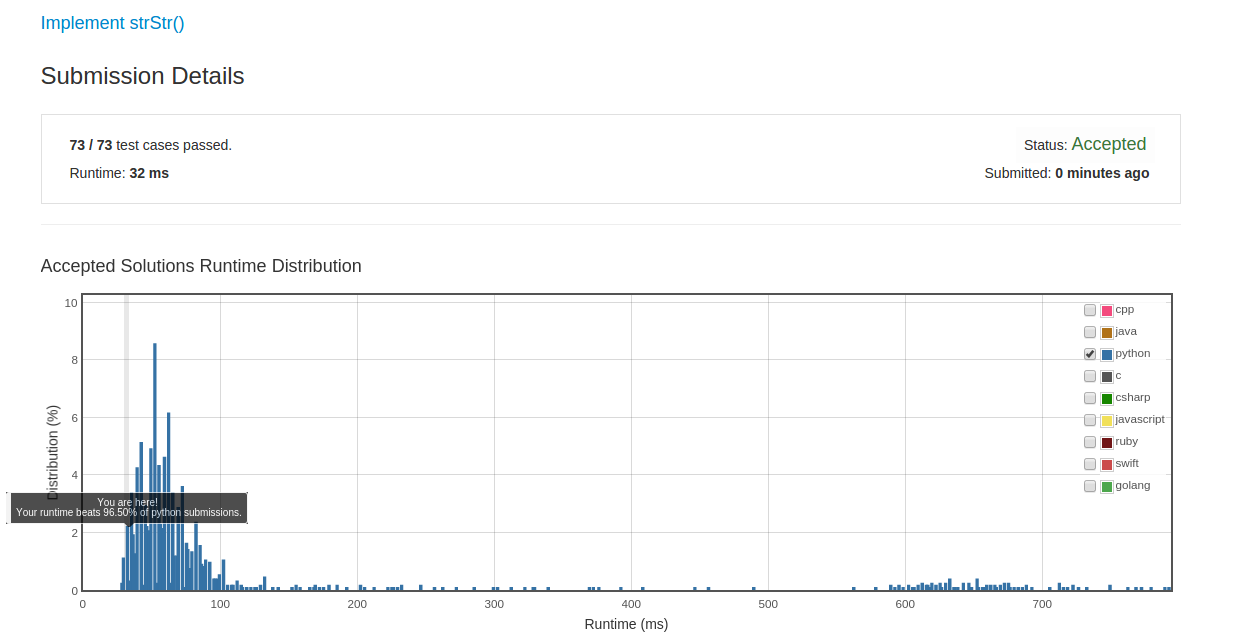 Implement strStr()
Submission Details
73 / 73 test cases passed.
Status: Accepted
Runtime: 32 ms
Submitted: 0 minutes ago
Accepted Solutions Runtime Distribution
10
8
6
4
2
0
Distribution (%)
You are here!
Your runtime beats 96.50% of python submissions.
cpp
java
python
c
csharp
javascript
ruby
swift
golang
0 100 200 300 400 500 600 700
Runtime (ms)